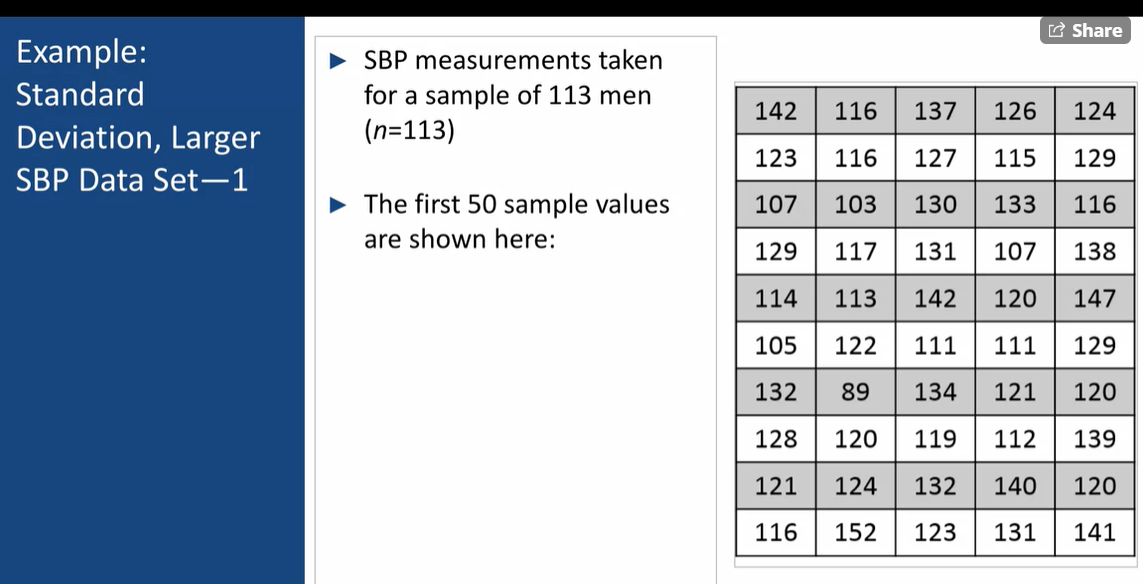 Share
Example:
Standard
Deviation, Larger
SBP Data Set—1
► SBP measurements taken
for a sample of 113 men
(n=113)
► The first 50 sample values
are shown here:
142 116 137 126 124
123 116 127 115 129
107 103 130 133 116
129 117 131 107 138
114 113 142 120 147
105 122 111 111 129
132 89 134 121 120
128 120 119 112 139
121 124 132 140 120
116 152 123 131 141